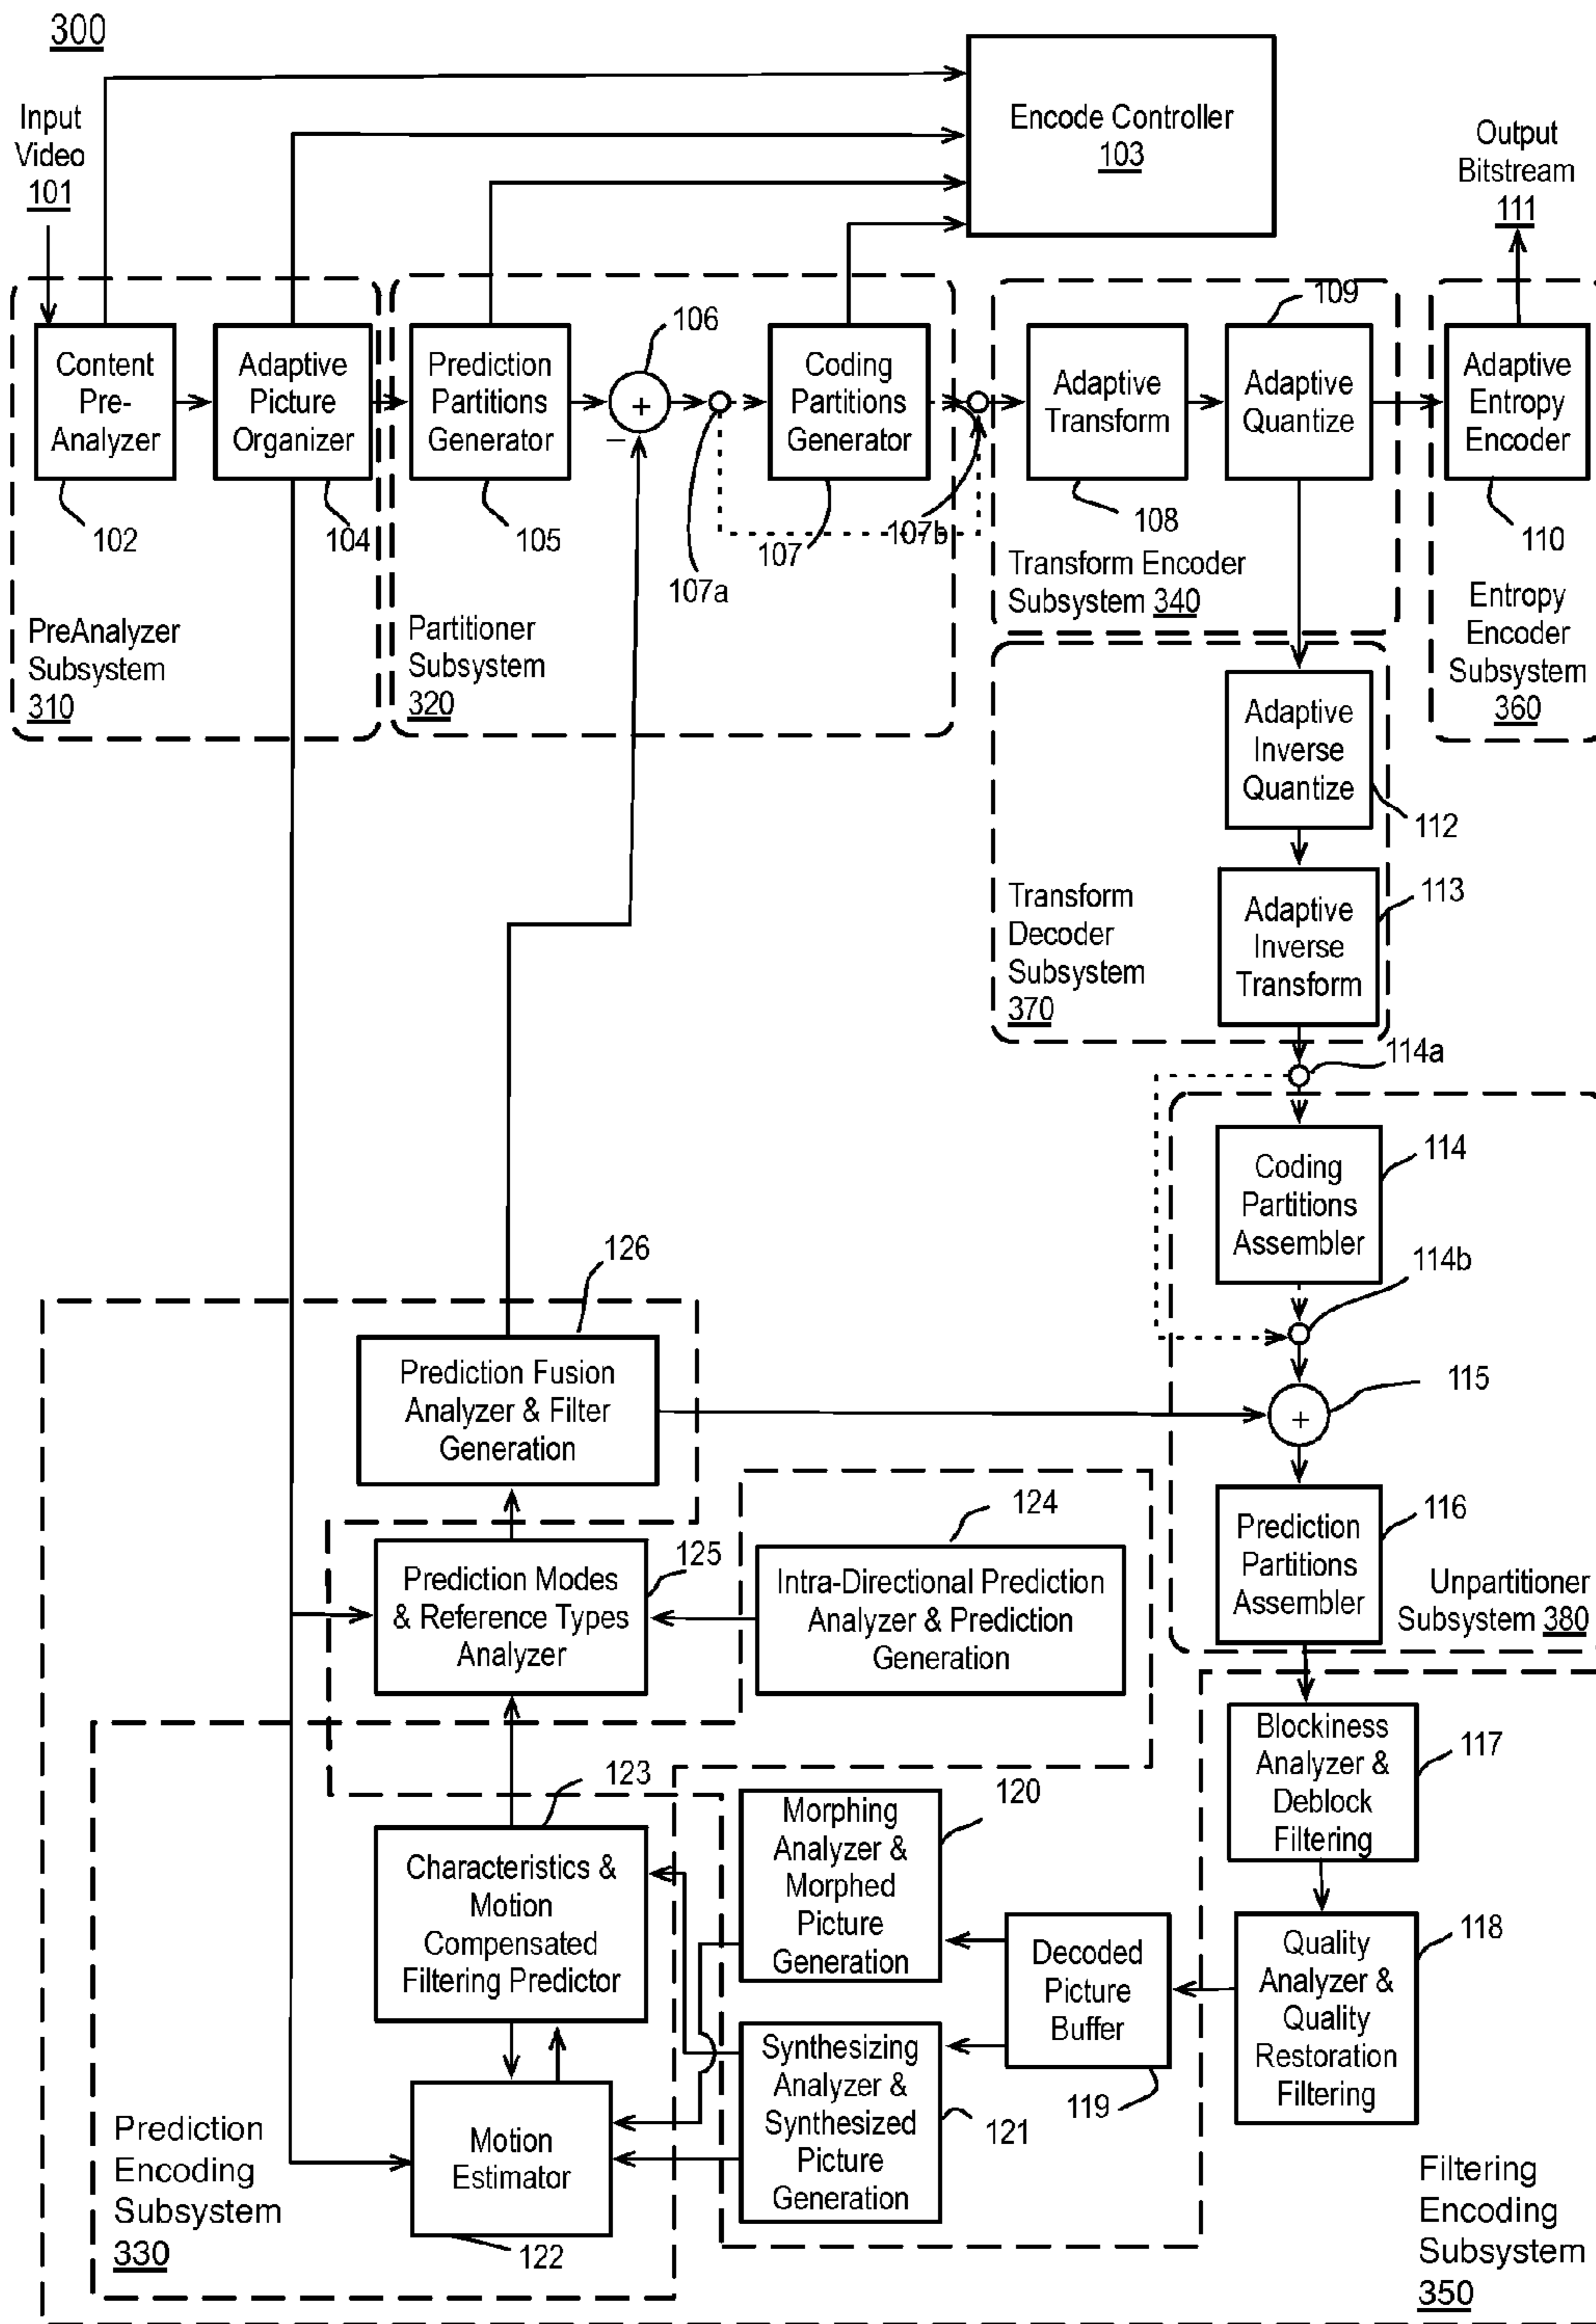 300
Input
Video
101
Encode Controller
103
Output
Bitstream
111
109
106
Content
Pre-
Analyzer
Adaptive
Picture
Organizer
Prediction
Partitions
Generator
+
−
Coding
Partitions
Generator
Adaptive
Transform
Adaptive
Quantize
Adaptive
Entropy
Encoder
102
104
105
107a
107
107b
108
110
PreAnalyzer
Subsystem
310
Partitioner
Subsystem
320
Transform Encoder
Subsystem 340
Entropy
Encoder
Subsystem
360
Adaptive
Inverse
Quantize
112
Transform
Decoder
Subsystem
370
Adaptive
Inverse
Transform
113
114a
Coding
Partitions
Assembler
114
114b
126
Prediction Fusion
Analyzer & Filter
Generation
+
115
Prediction
Partitions
Assembler
116
Unpartitioner
Subsystem 380
124
125
Prediction Modes
& Reference Types
Analyzer
Intra-Directional Prediction
Analyzer & Prediction
Generation
Blockiness
Analyzer &
Deblock
Filtering
117
123
120
Characteristics &
Motion
Compensated
Filtering Predictor
Morphing
Analyzer &
Morphed
Picture
Generation
Decoded
Picture
Buffer
119
Quality
Analyzer &
Quality
Restoration
Filtering
118
Synthesizing
Analyzer &
Synthesized
Picture
Generation
121
Motion
Estimator
122
Prediction
Encoding
Subsystem
330
Filtering
Encoding
Subsystem
350